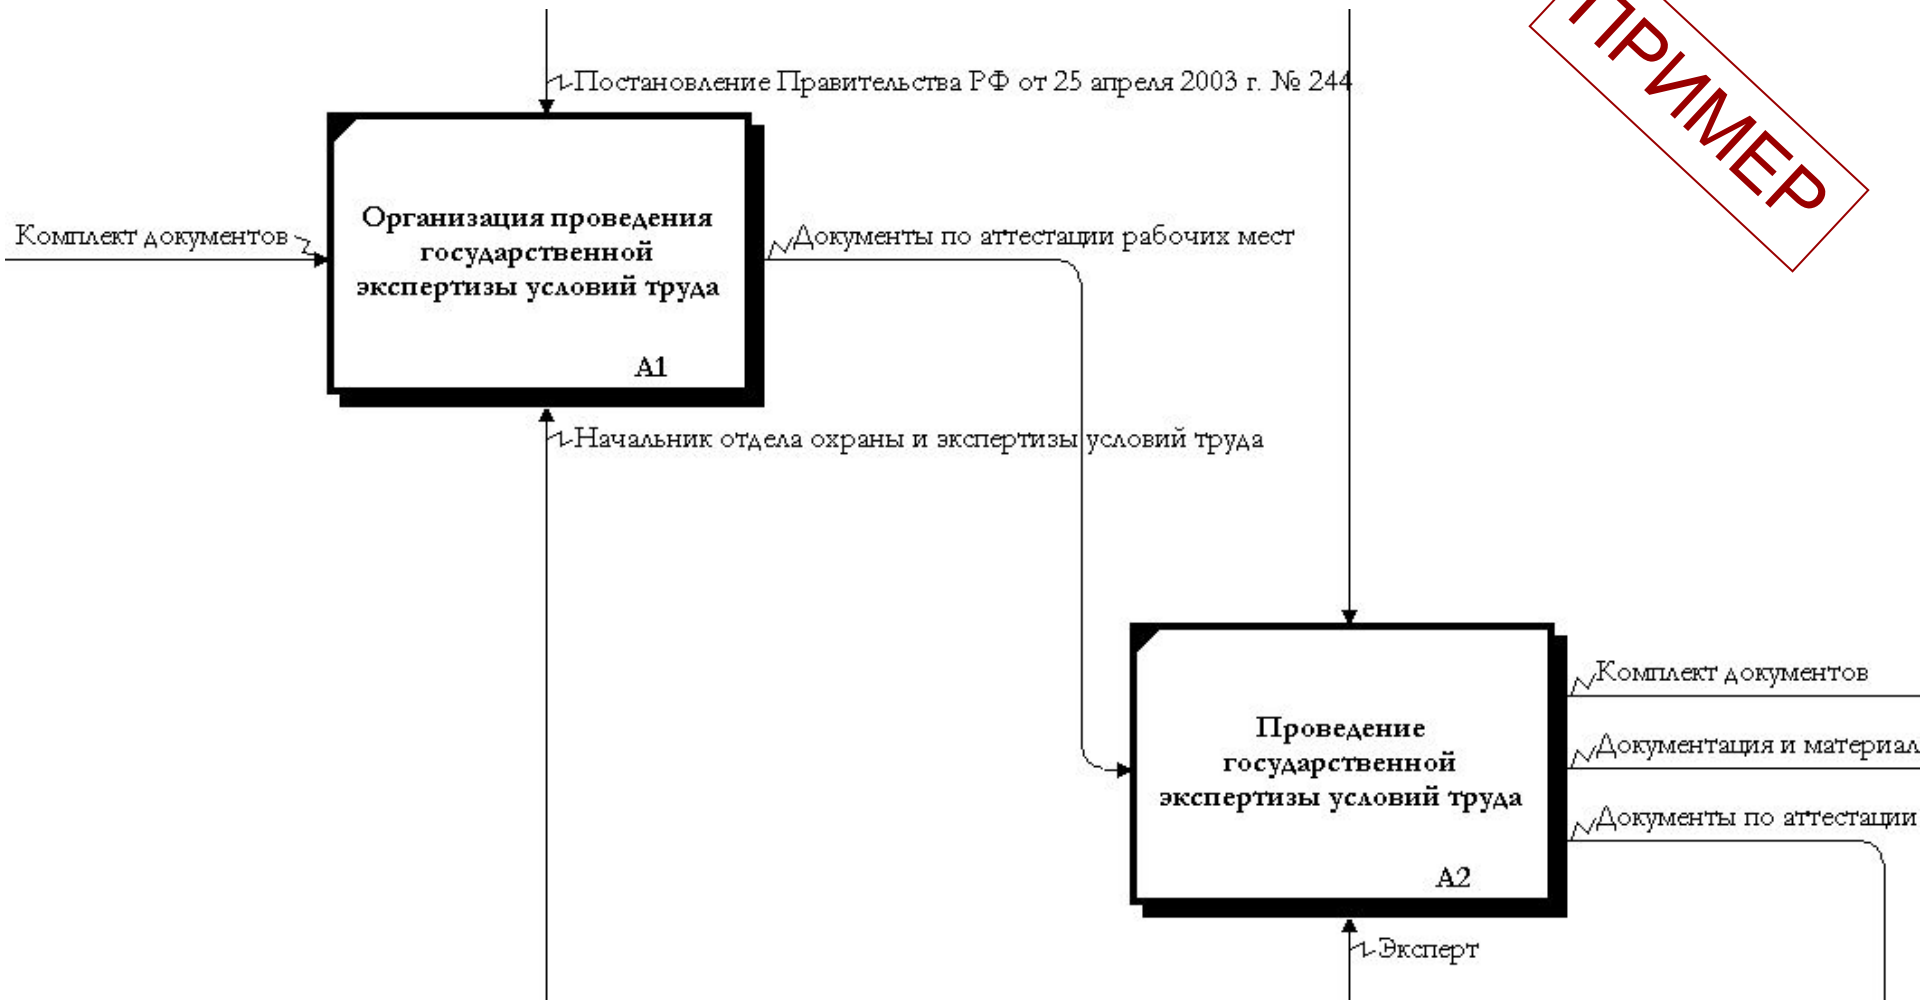 ПРИМЕР
Постановление Правительства РФ от 25 апреля 2003 г. № 244
Комплект документов
Организация проведения
государственной
экспертизы условий труда
А1
Документы по аттестации рабочих мест
Начальник отдела охраны и экспертизы условий труда
Проведение
государственной
экспертизы условий труда
А2
Комплект документов
Документация и материал
Документы по аттестации
Эксперт